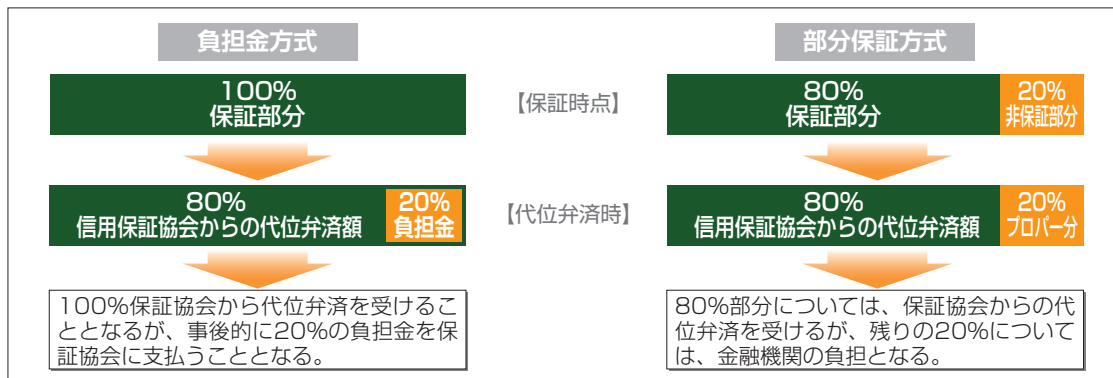 負担金方式
100%
保証部分
80%
信用保証協会からの代位弁済額
20%
負担金
100%保証協会から代位弁済を受けるこ
ととなるが、事後的に20%の負担金を保
証協会に支払うこととなる。
【保証時点】
【代位弁済時】
部分保証方式
80%
保証部分
20%
非保証部分
80%
信用保証協会からの代位弁済額
20%
プロパー分
80%部分については、保証協会からの代
位弁済を受けるが、残りの20%について
は、金融機関の負担となる。